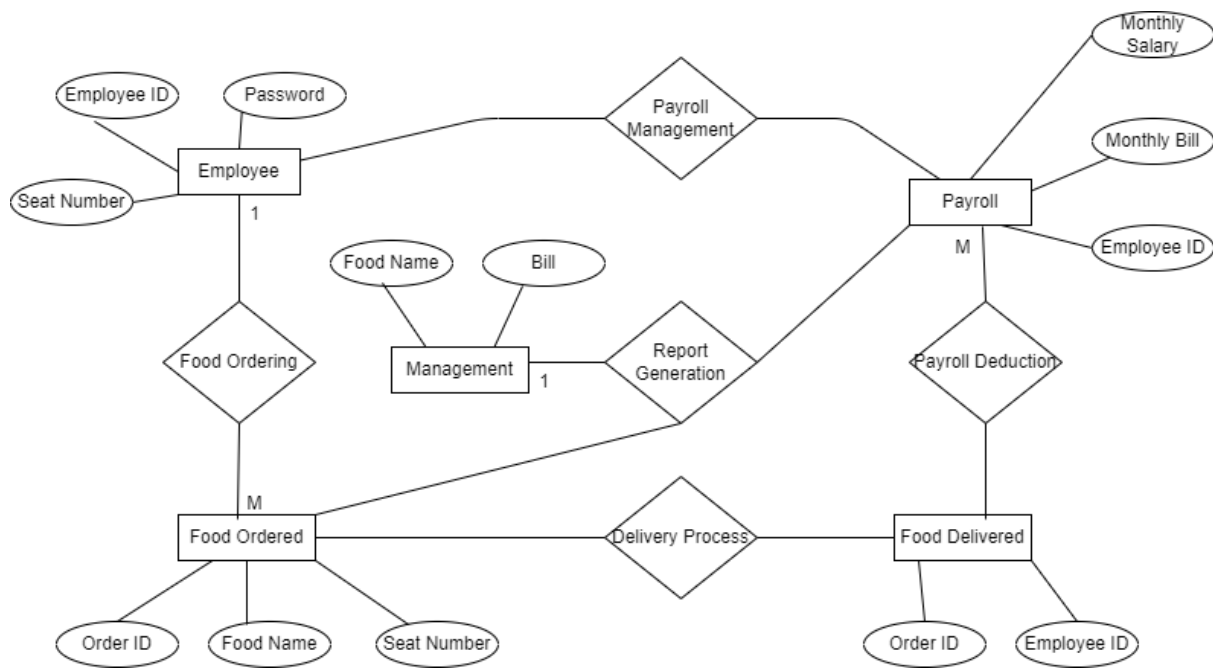 Monthly
Salary
Employee ID
Password
Payroll
Management
Monthly Bill
Employee
Seat Number
Payroll
1
M
Employee ID
Food Name
Bill
Food Ordering
Management
1
Report
Generation
Payroll Deduction
M
Food Ordered
Delivery Process
Food Delivered
Order ID
Food Name
Seat Number
Order ID
Employee ID